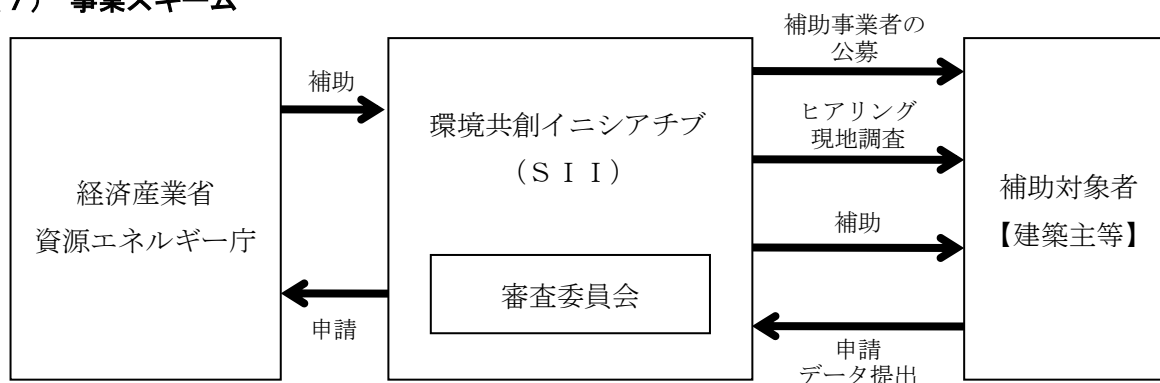 (7) 事業スキーム
経済産業省
資源エネルギー庁
補助
申請
環境共創イニシアチブ
(SII)
審査委員会
補助事業者の
公募
ヒアリング
現地調査
補助
申請
データ提出
補助対象者
【建築主等】